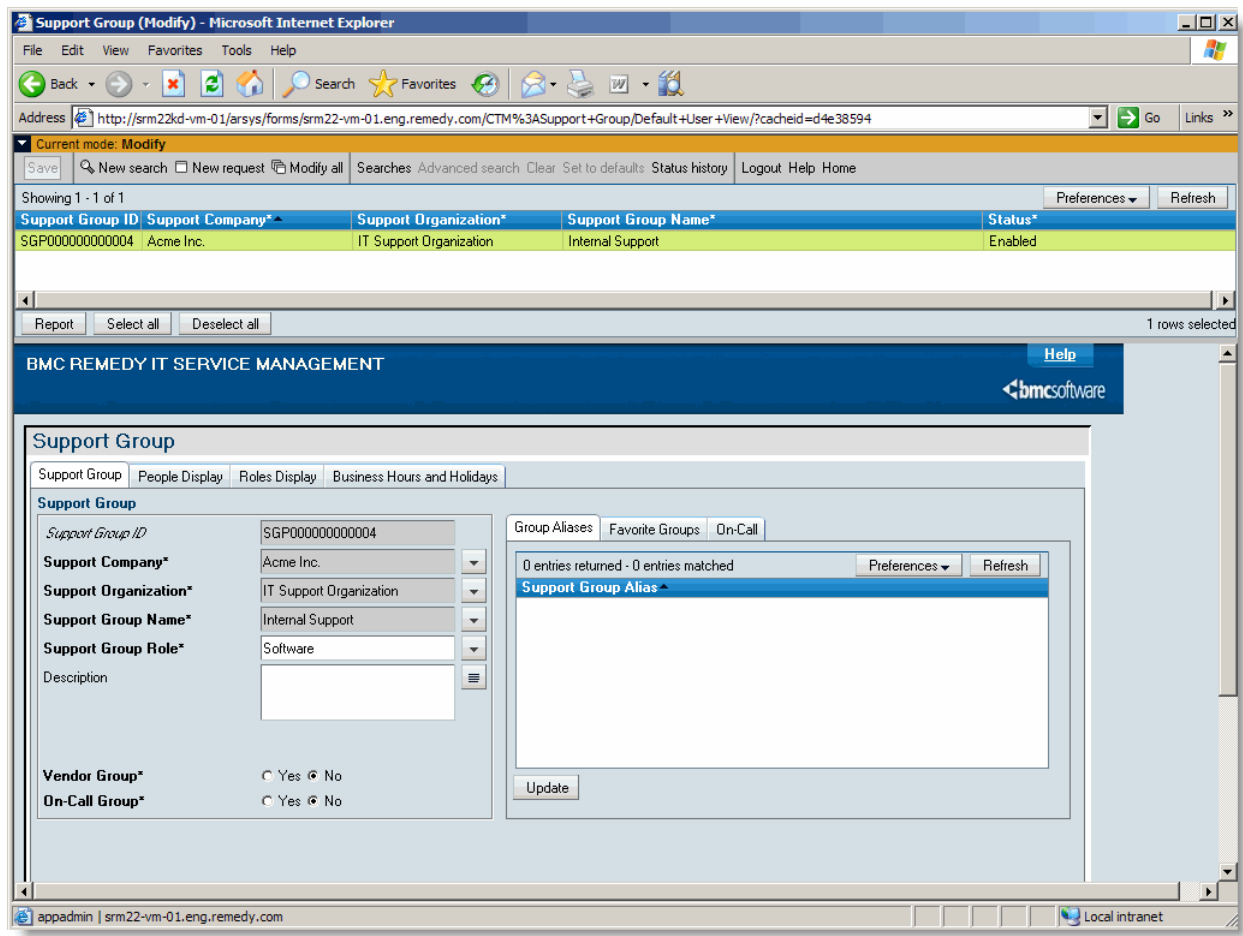 Support Group (Modify) - Microsoft Internet Explorer
File Edit View Favorites Tools Help
Back Search Favorites
Address http://srm22kd-vm-01/arsys/forms/srm22-vm-01.eng.remedy.com/CTM%3ASupport+Group/Default+User+View/?cacheid=d4e38594 Go Links »
Current mode: Modify
Save New search New request Modify all Searches Advanced search Clear Set to defaults Status history Logout Help Home
Showing 1 - 1 of 1 Preferences Refresh
Support Group ID Support Company* Support Organization* Support Group Name* Status*
SGP000000000004 Acme Inc. IT Support Organization Internal Support Enabled
Report Select all Deselect all 1 rows selected
BMC REMEDY IT SERVICE MANAGEMENT Help
bmcsoftware
Support Group
Support Group People Display Roles Display Business Hours and Holidays
Support Group
Support Group ID SGP000000000004
Support Company* Acme Inc.
Support Organization* IT Support Organization
Support Group Name* Internal Support
Support Group Role* Software
Description
Vendor Group* Yes No
On-Call Group* Yes No
Group Aliases Favorite Groups On-Call
0 entries returned - 0 entries matched Preferences Refresh
Support Group Alias
Update
appadmin | srm22-vm-01.eng.remedy.com Local intranet